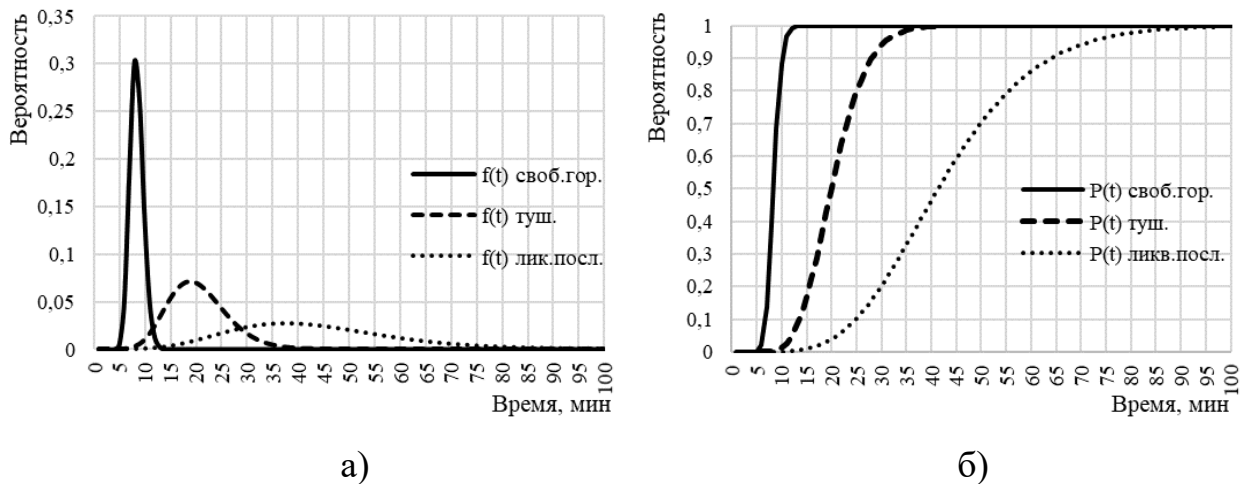 Вероятность
0,35
0,3
0,25
0,2
0,15
0,1
0,05
0
f(t) своб.гор.
f(t) туш.
f(t) лик.посл.
0 5 10 15 20 25 30 35 40 45 50 55 60 65 70 75 80 85 90 95 100
Время, мин
а)
Вероятность
1
0,9
0,8
0,7
0,6
0,5
0,4
0,3
0,2
0,1
0
P(t) своб.гор.
P(t) туш.
P(t) ликв.посл.
0 5 10 15 20 25 30 35 40 45 50 55 60 65 70 75 80 85 90 95 100
Время, мин
б)